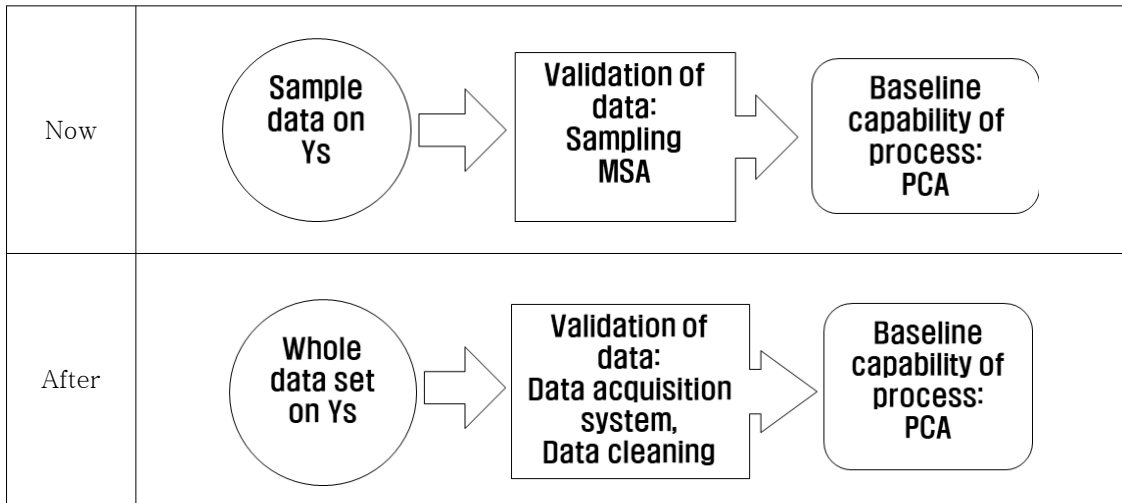 Now
Sample
data on
Ys
Validation of
data:
Sampling
MSA
Baseline
capability of
process:
PCA
After
Whole
data set
on Ys
Validation of
data:
Data acquisition
system,
Data cleaning
Baseline
capability of
process:
PCA